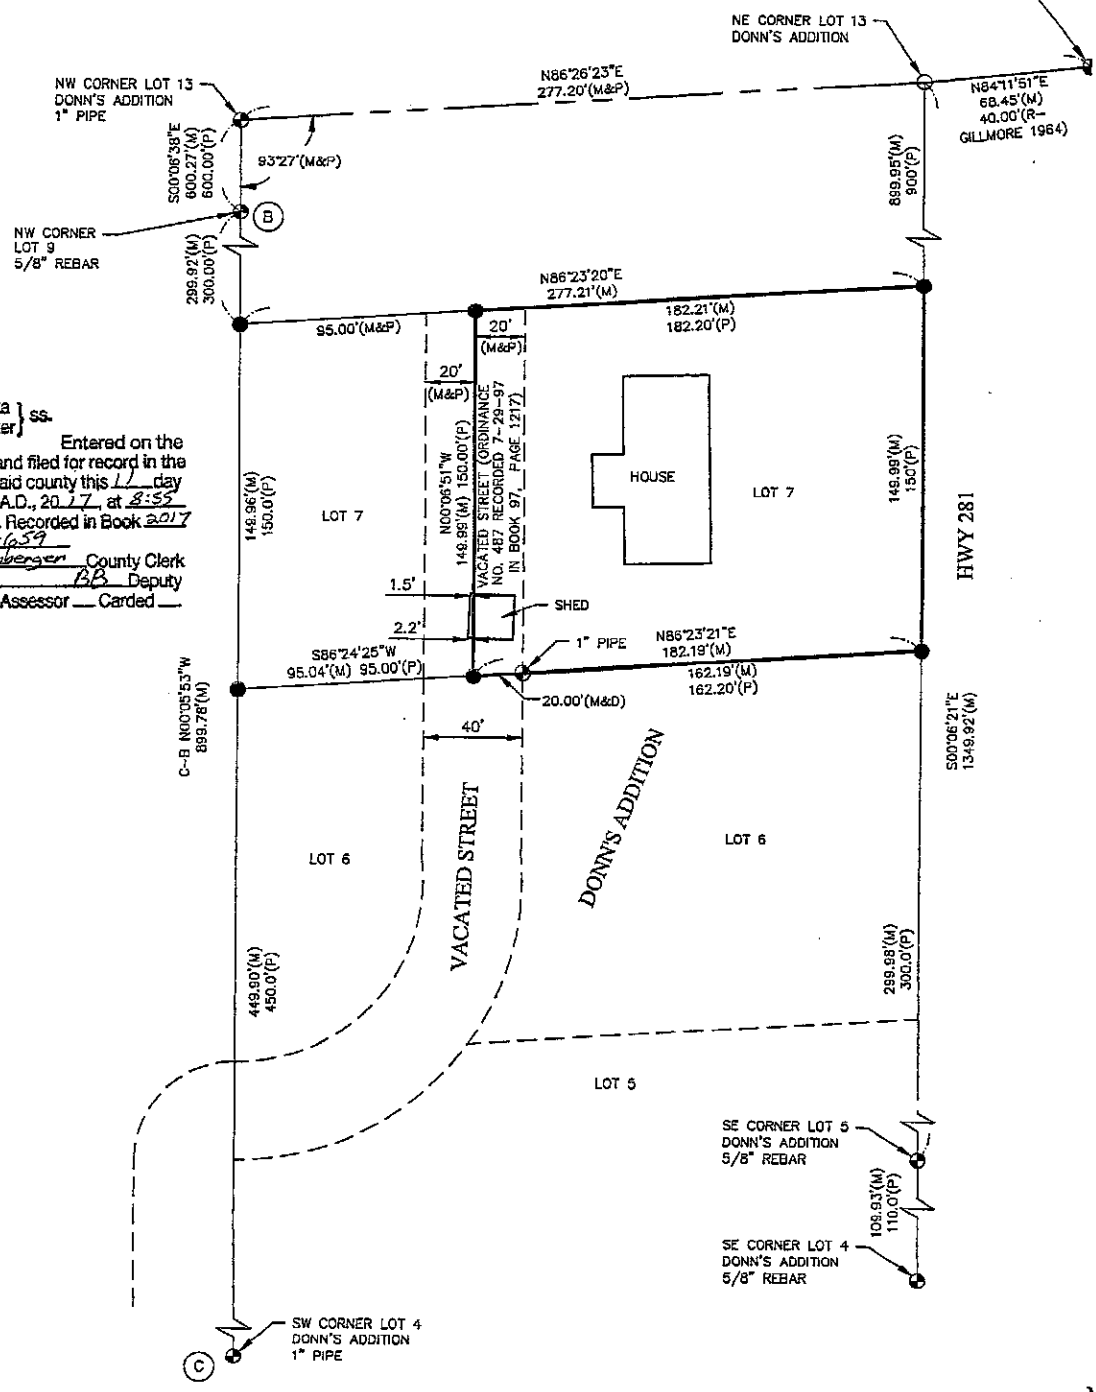 NE CORNER LOT 13
DONN'S ADDITION
NW CORNER LOT 13
DONN'S ADDITION
1" PIPE
N86°26'23"E
277.20'(M&P)
N84°11'51"E
68.45'(M)
40.00'(R-
GILLMORE 1964)
S00°06'38"E
600.27'(M)
600.00'(P)
93°27'(M&P)
899.95'(M)
900'(P)
NW CORNER
LOT 9
5/8" REBAR
B
299.92'(M)
300.00'(P)
N86°23'20"E
277.21'(M)
95.00'(M&P)
182.21'(M)
182.20'(P)
20'
(M&P)
20'
(M&P)
ss.
Entered on the
and filed for record in the
aid county this 11 day
A.D., 2017, at 8:55
Recorded in Book 2017
659
berger County Clerk
BB Deputy
Assessor __ Carded __
149.96'(M)
150.0'(P)
LOT 7
N00°06'51"W
149.99'(M) 150.00'(P)
VACATED STREET (ORDINANCE
NO. 487 RECORDED 7-29-97
IN BOOK 97, PAGE 1217)
HOUSE
LOT 7
149.99'(M)
150'(P)
HWY 281
1.5'
SHED
2.2'
1" PIPE
S86°24'25"W
95.04'(M) 95.00'(P)
N86°23'21"E
182.19'(M)
162.19'(M)
162.20'(P)
20.00'(M&D)
C-B N00°05'53"W
899.78'(M)
40'
S00°06'21"E
1349.92'(M)
VACATED STREET
DONN'S ADDITION
LOT 6
LOT 6
449.90'(M)
450.0'(P)
299.98'(M)
300.0'(P)
LOT 5
SE CORNER LOT 5
DONN'S ADDITION
5/8" REBAR
109.93'(M)
110.0'(P)
SE CORNER LOT 4
DONN'S ADDITION
5/8" REBAR
SW CORNER LOT 4
DONN'S ADDITION
1" PIPE
C